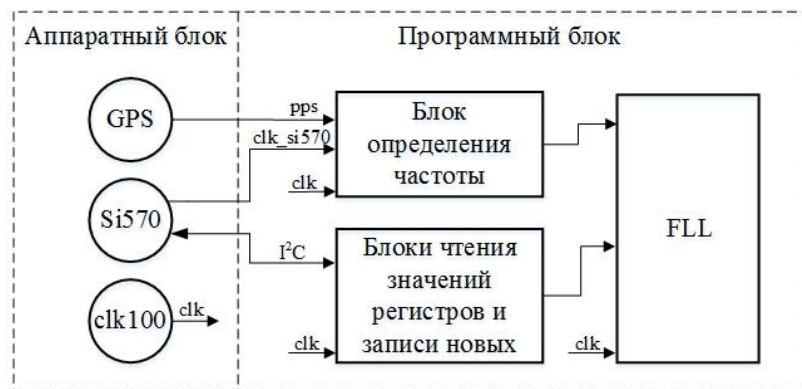 Аппаратный блок
Программный блок
GPS
pps
Блок
определения
частоты
clk_si570
clk
Si570
I²C
Блоки чтения
значений
регистров и
записи новых
FLL
clk100
clk
clk
clk